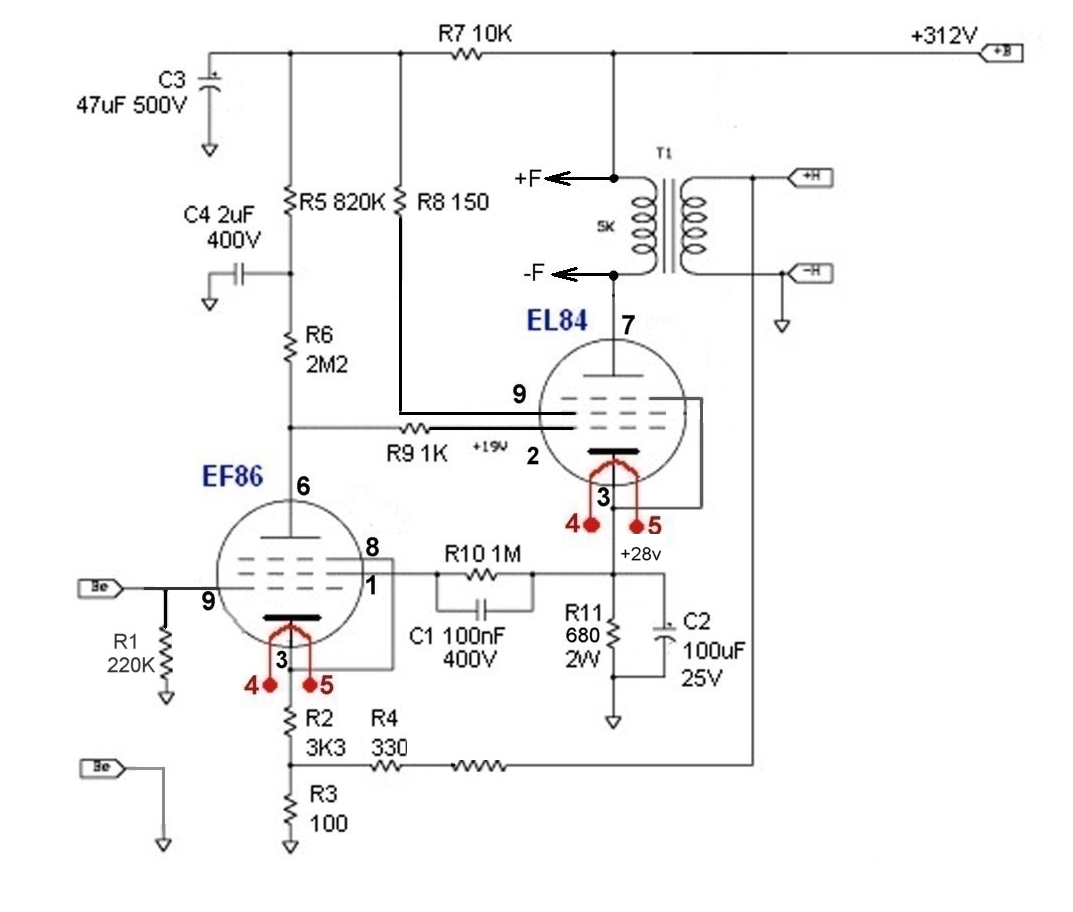 R7 10K
+312V
+B
C3
47uF 500V
T1
+F
+H
R5 820K
R8 150
C4 2uF
400V
5K
-F
-H
EL84
7
R6
2M2
9
R9 1K
+19V
2
EF86
6
3
4
5
8
+28v
R10 1M
1
Be
9
C1 100nF
400V
R11
680
2W
C2
100uF
25V
R1
220K
3
4
5
R2
3K3
R4
330
Be
R3
100